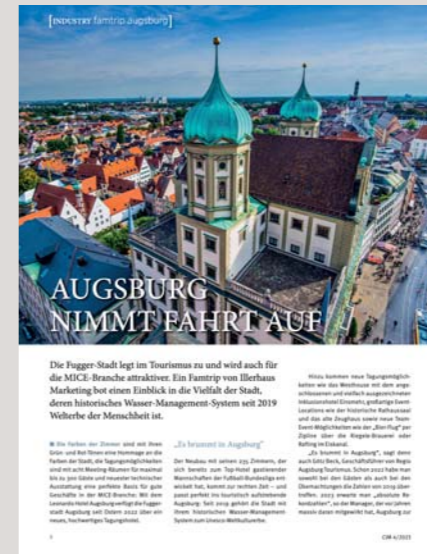 [INDUSTRY famtrip augsburg]
AUGSBURG
NIMMT FAHRT AUF
Die Fugger-Stadt legt im Tourismus zu und wird auch für
die MICE-Branche attraktiver. Ein Famtrip von Illerhaus
Marketing bot einen Einblick in die Vielfalt der Stadt,
deren historisches Wasser-Management-System seit 2019
Welterbe der Menschheit ist.
Die Farben der Zimmer sind mit ihren
Grün- und Rot-Tönen eine Hommage an die
Farben der Stadt, die Tagungsmöglichkeiten
sind mit acht Meeting-Räumen für maximal
bis zu 300 Gäste und neuester technischer
Ausstattung eine perfekte Basis für gute
Geschäfte in der MICE-Branche: Mit dem
Leonardo Hotel Augsburg verfügt die Fugger-
stadt Augsburg seit Ostern 2022 über ein
neues, hochwertiges Tagungshotel.
„Es brummt in Augsburg“
Der Neubau mit seinen 235 Zimmern, der
sich bereits zum Top-Hotel gastierender
Mannschaften der Fußball-Bundesliga ent-
wickelt hat, kommt zur rechten Zeit – und
passt perfekt ins touristisch aufstrebende
Augsburg: Seit 2019 gehört die Stadt mit
ihrem historischen Wasser-Management-
System zum Unesco-Weltkulturerbe.
Hinzu kommen neue Tagungsmöglich-
keiten wie das Westhouse mit dem ange-
schlossenen und vielfach ausgezeichneten
Inklusionshotel Einsmehr, großartige Event-
Locations wie der historische Rathaussaal
und das alte Zeughaus sowie neue Team-
Event-Möglichkeiten wie der „Bier-Flug“ per
Zipline über die Riegele-Brauerei oder
Rafting im Eiskanal.
„Es brummt in Augsburg“, sagt denn
auch Götz Beck, Geschäftsführer von Regio
Augsburg Tourismus. Schon 2022 habe man
sowohl bei den Gästen als auch bei den
Übernachtungen die Zahlen von 2019 über-
troffen. 2023 erwarte man „absolute Re-
kordzahlen“, so der Manager, der vor Jahren
massiv daran mitgewirkt hat, Augsburg zur
CIM 4/2023